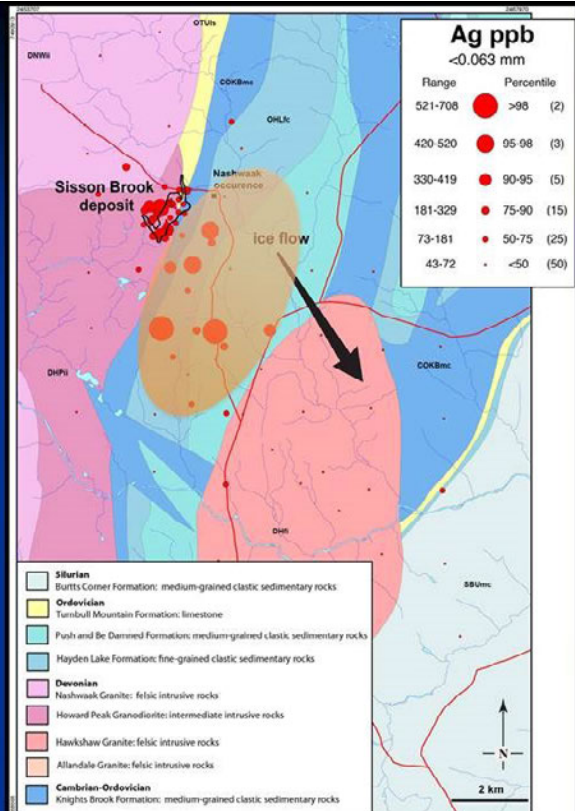 Ag ppb
<0.063 mm
Range Percentile
521-708 >98 (2)
420-520 95-98 (3)
330-419 90-95 (5)
181-329 75-90 (15)
73-181 50-75 (25)
43-72 <50 (50)
OTUls
DNWii
COKBmc
OHLfc
Nashwaak
occurence
Sisson Brook
deposit
ice flow
DHPii
COKBmc
DHfi
SBUmc
Silurian
Burtts Corner Formation: medium-grained clastic sedimentary rocks
Ordovician
Turnbull Mountain Formation: limestone
Push and Be Damned Formation: medium-grained clastic sedimentary rocks
Hayden Lake Formation: fine-grained clastic sedimentary rocks
Devonian
Nashwaak Granite: felsic intrusive rocks
Howard Peak Granodiorite: intermediate intrusive rocks
Hawkshaw Granite: felsic intrusive rocks
Allandale Granite: felsic intrusive rocks
Cambrian-Ordovician
Knights Brook Formation: medium-grained clastic sedimentary rocks
N
2 km